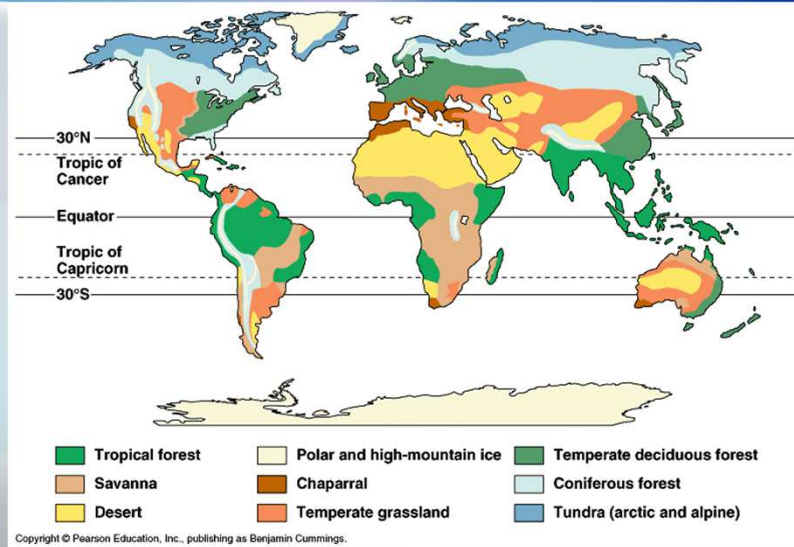 30°N
Tropic of
Cancer
Equator
Tropic of
Capricorn
30°S
Tropical forest
Savanna
Desert
Polar and high-mountain ice
Chaparral
Temperate grassland
Temperate deciduous forest
Coniferous forest
Tundra (arctic and alpine)
Copyright © Pearson Education, Inc., publishing as Benjamin Cummings.